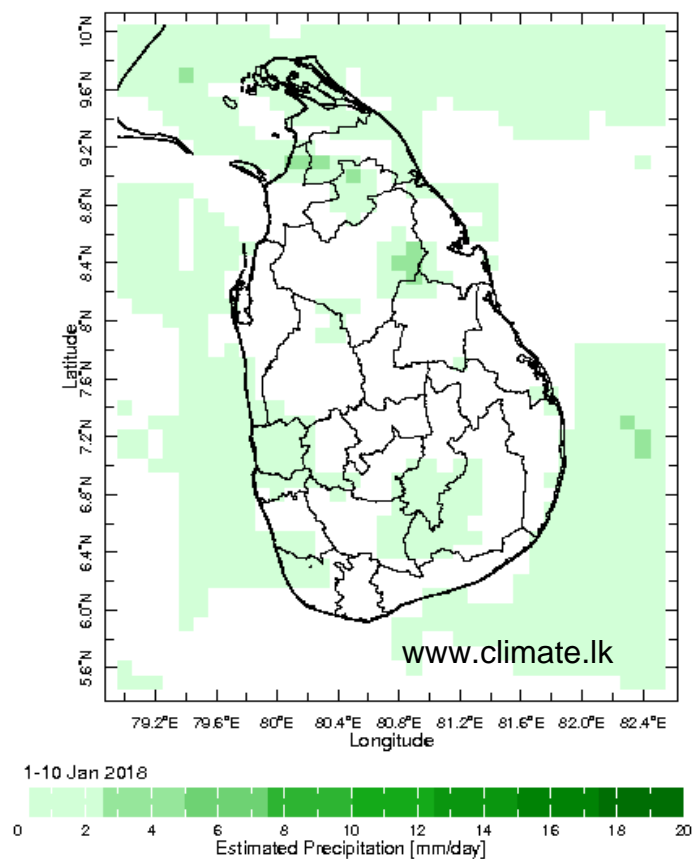 10°N
9.6°N
9.2°N
8.8°N
8.4°N
8°N
7.6°N
7.2°N
6.8°N
6.4°N
6.0°N
5.6°N
Latitude
www.climate.lk
79.2°E 79.6°E 80°E 80.4°E 80.8°E 81.2°E 81.6°E 82.0°E 82.4°E
Longitude
1-10 Jan 2018
0 2 4 6 8 10 12 14 16 18 20
Estimated Precipitation [mm/day]